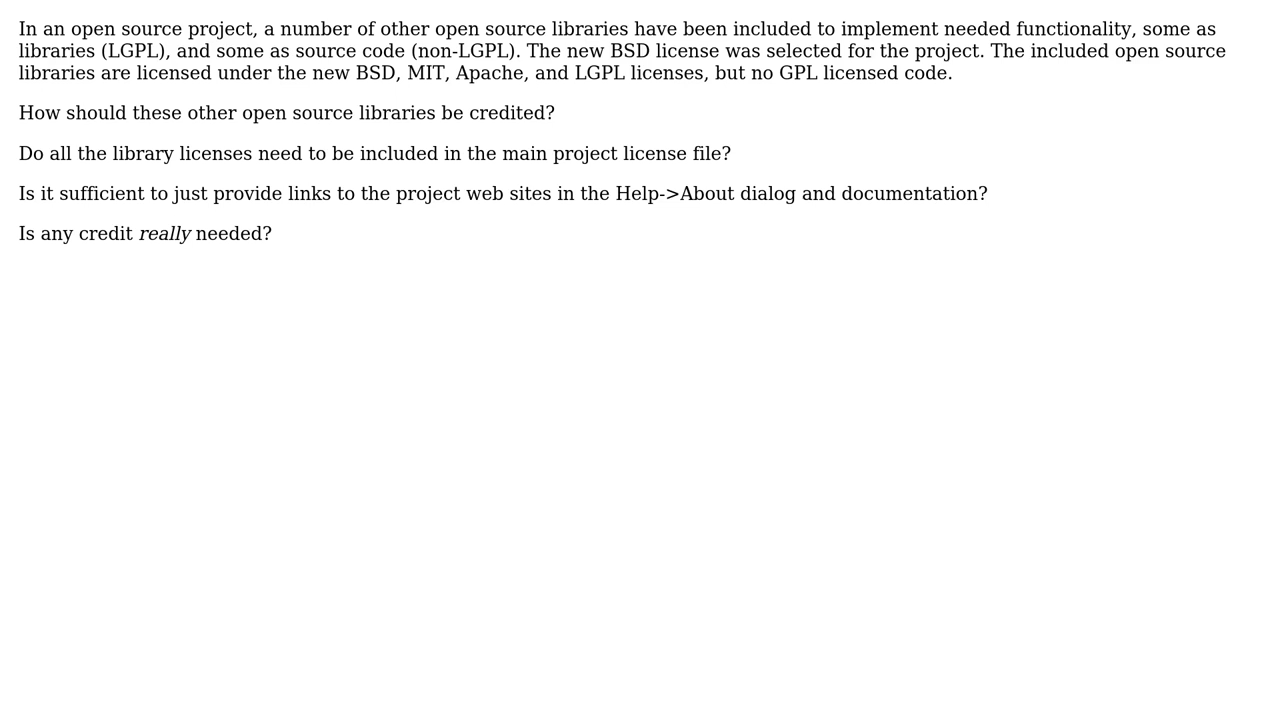 In an open source project, a number of other open source libraries have been included to implement needed functionality, some as
libraries (LGPL), and some as source code (non-LGPL). The new BSD license was selected for the project. The included open source
libraries are licensed under the new BSD, MIT, Apache, and LGPL licenses, but no GPL licensed code.
How should these other open source libraries be credited?
Do all the library licenses need to be included in the main project license file?
Is it sufficient to just provide links to the project web sites in the Help->About dialog and documentation?
Is any credit really needed?